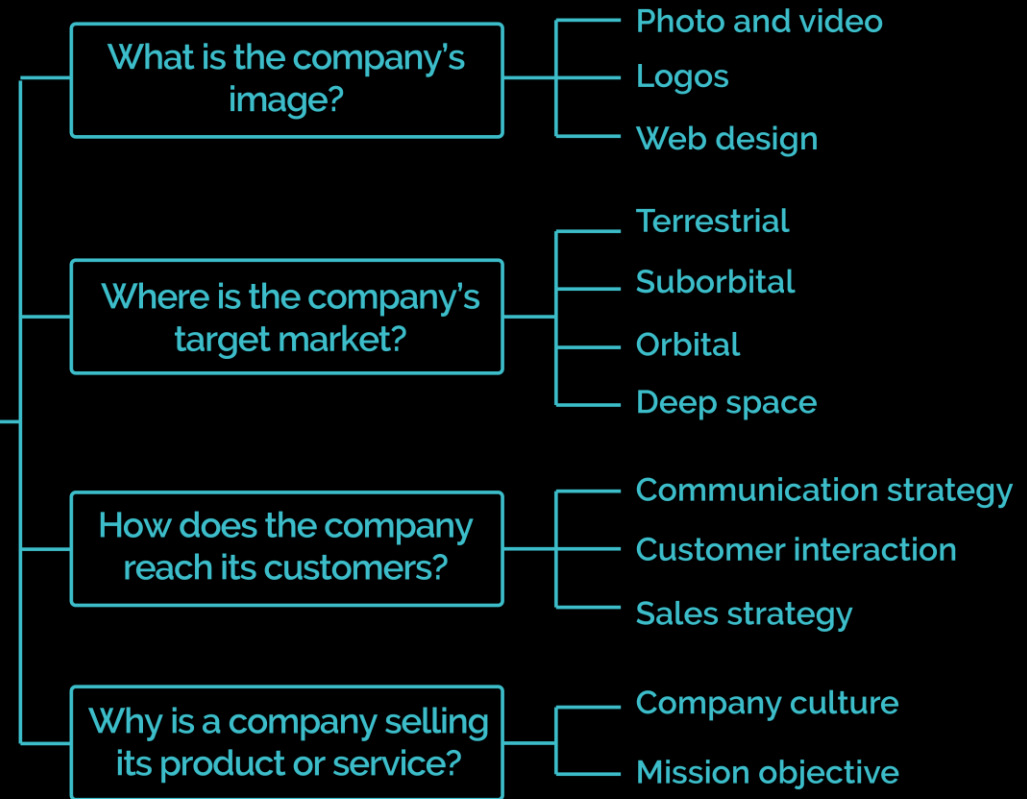 What is the company's
image?
Photo and video
Logos
Web design
Where is the company's
target market?
Terrestrial
Suborbital
Orbital
Deep space
How does the company
reach its customers?
Communication strategy
Customer interaction
Sales strategy
Why is a company selling
its product or service?
Company culture
Mission objective